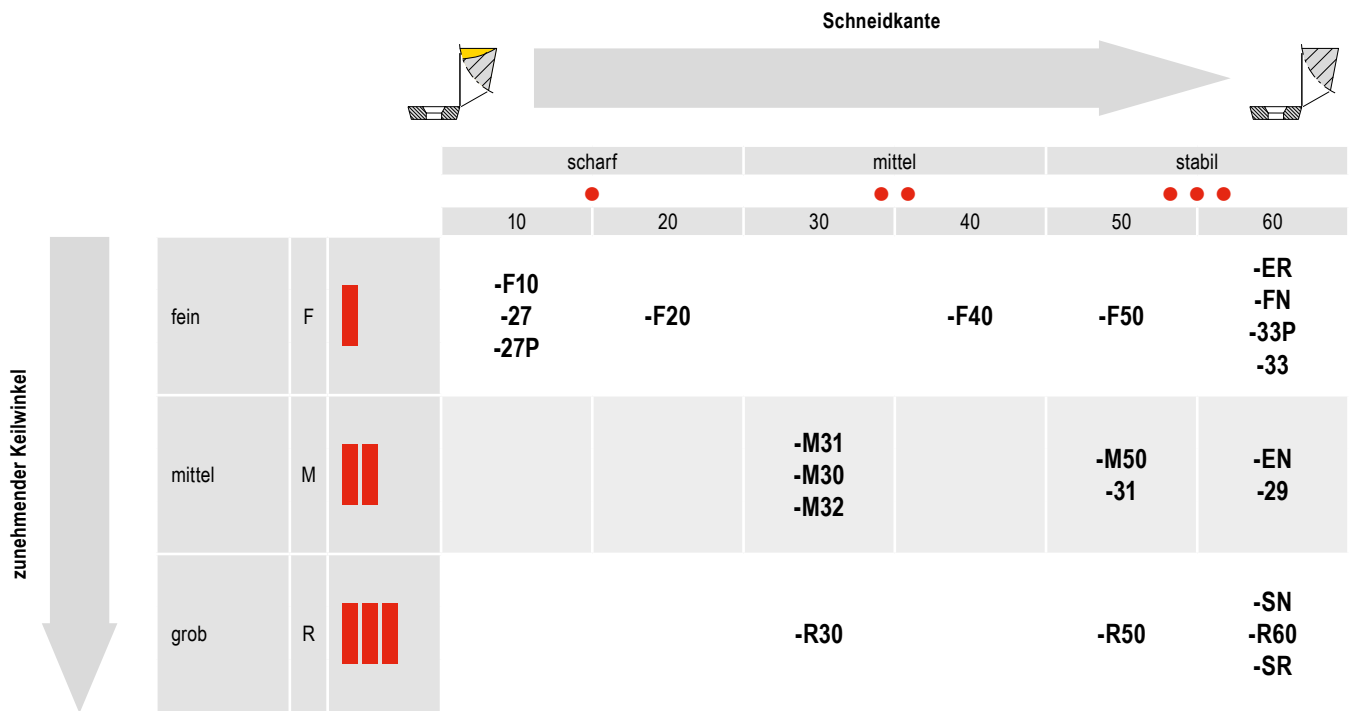 Schneidkante
scharf mittel stabil
10 20 30 40 50 60
zunehmender Keilwinkel
fein F
-F10
-27
-27P
-F20
-F40
-F50
-ER
-FN
-33P
-33
mittel M
-M31
-M30
-M32
-M50
-31
-EN
-29
grob R
-R30
-R50
-SN
-R60
-SR